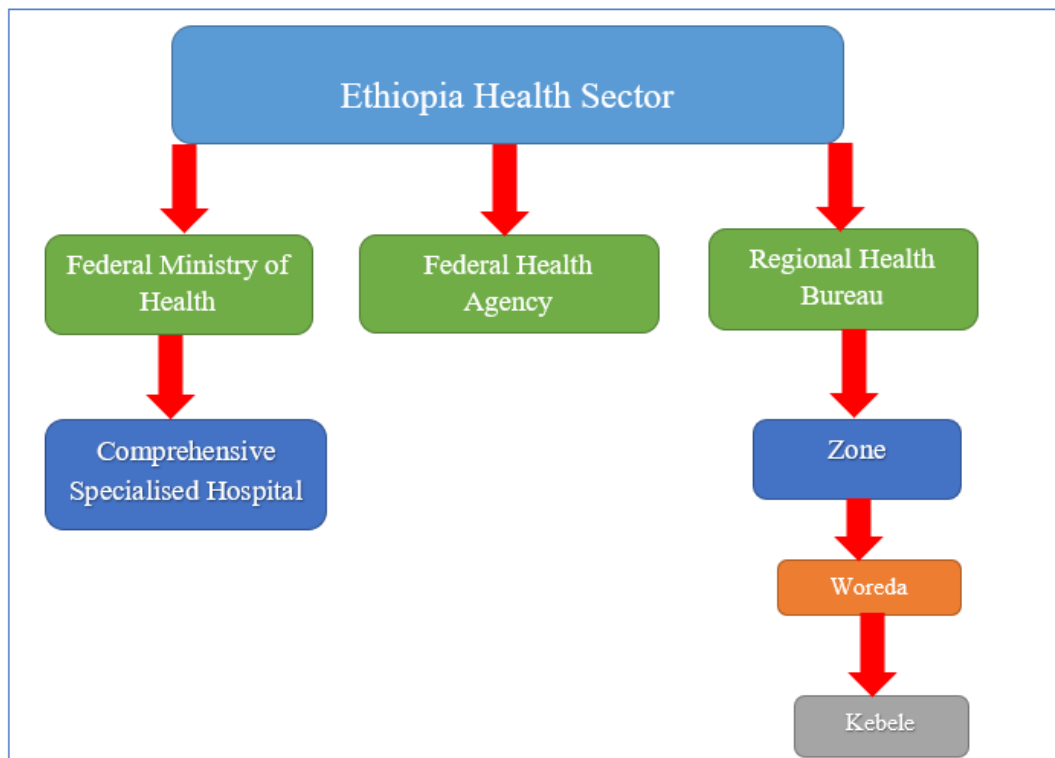 Ethiopia Health Sector
Federal Ministry of
Health
Federal Health
Agency
Regional Health
Bureau
Comprehensive
Specialised Hospital
Zone
Woreda
Kebele